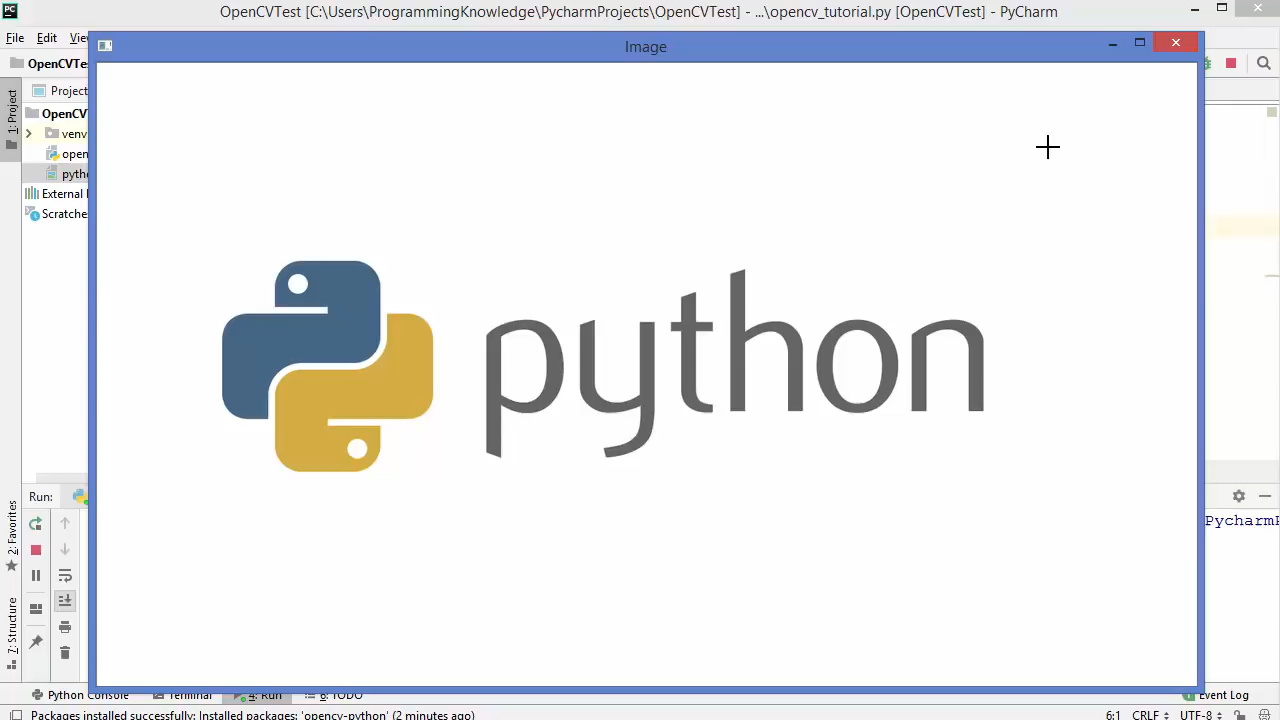 OpenCVTest [C:\Users\ProgrammingKnowledge\PycharmProjects\OpenCVTest] - ...\opencv_tutorial.py [OpenCVTest] - PyCharm
File Edit
Image
OpenCVTe
1: Project
Project
OpenCV
venv
open
pytho
External
Scratche
python
Run:
PycharmP
2: Favorites
Z: Structure
Python Console Terminal 4: Run 6: TODO Event Log
Packages installed successfully: Installed packages: 'opencv-python' (2 minutes ago) 6:1 CRLF UTF-8